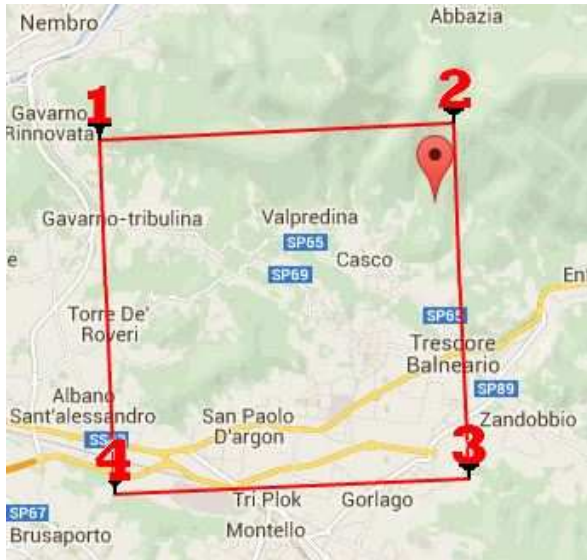 Abbazia
Nembro
1
2
Gavarno
Rinnovata
Gavarno-tribulina
Valpredina
SP65
SP69
Casco
e
En
Torre De'
Roveri
SP65
Trescore
Balneario
SP89
Albano
Sant'alessandro
San Paolo
D'argon
Zandobbio
3
4
Tri Plok
Gorlago
SP67
Brusaporto
Montello